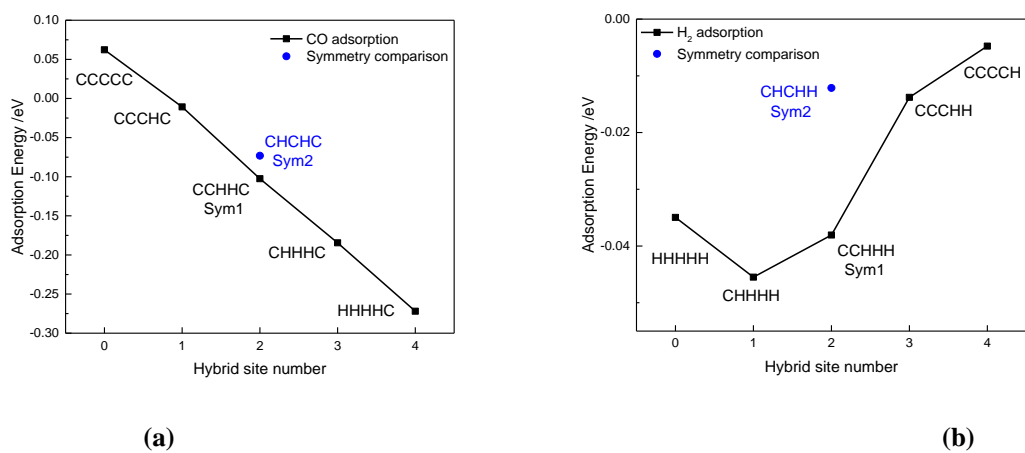 0.10
0.05
0.00
-0.05
-0.10
-0.15
-0.20
-0.25
-0.30
Adsorption Energy /eV
CO adsorption
Symmetry comparison
CCCCC
CCCHC
CHCHC
Sym2
CCHHC
Sym1
CHHHC
HHHHC
0 1 2 3 4
Hybrid site number
(a)
0.00
-0.02
-0.04
Adsorption Energy /eV
H2 adsorption
Symmetry comparison
CCCCH
CHCHH
Sym2
CCCHH
HHHHH
CCHHH
Sym1
CHHHH
0 1 2 3 4
Hybrid site number
(b)